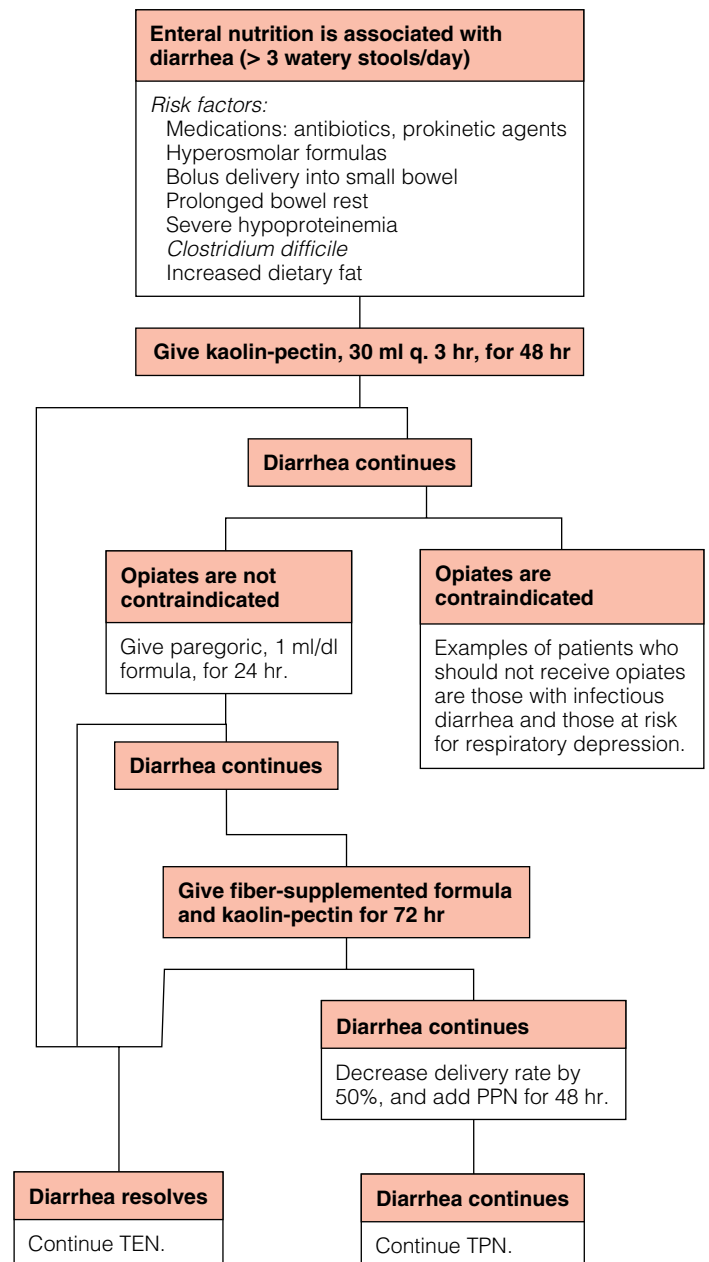 Enteral nutrition is associated with
diarrhea (> 3 watery stools/day)
Risk factors:
Medications: antibiotics, prokinetic agents
Hyperosmolar formulas
Bolus delivery into small bowel
Prolonged bowel rest
Severe hypoproteinemia
Clostridium difficile
Increased dietary fat
Give kaolin-pectin, 30 ml q. 3 hr, for 48 hr
Diarrhea continues
Opiates are not
contraindicated
Give paregoric, 1 ml/dl
formula, for 24 hr.
Opiates are
contraindicated
Examples of patients who
should not receive opiates
are those with infectious
diarrhea and those at risk
for respiratory depression.
Diarrhea continues
Give fiber-supplemented formula
and kaolin-pectin for 72 hr
Diarrhea continues
Decrease delivery rate by
50%, and add PPN for 48 hr.
Diarrhea resolves
Continue TEN.
Diarrhea continues
Continue TPN.